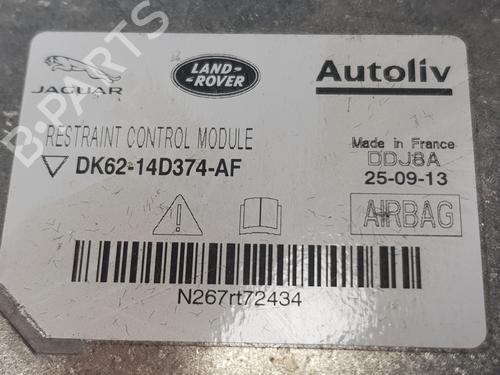 JAGUAR
LAND-ROVER
Autoliv
RESTRAINT CONTROL MODULE
DK62-14D374-AF
Made in France
DDJ8A
25-09-13
AIRBAG
N267rt72434
B-PARTS